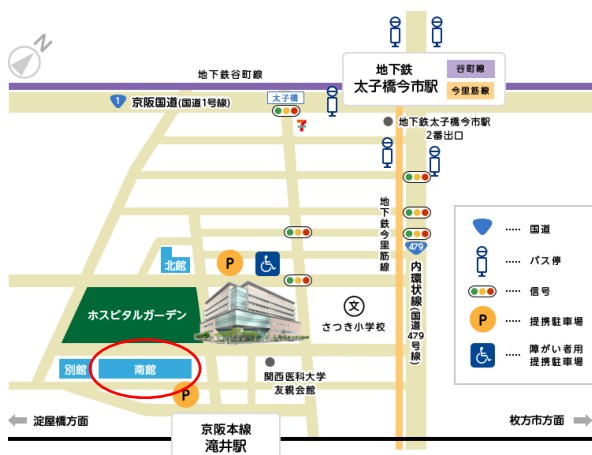 N
地下鉄
太子橋今市駅
谷町線
今里筋線
地下鉄谷町線
1 京阪国道(国道1号線)
太子橋
7
地下鉄太子橋今市駅
2番出口
地下鉄今里筋線
479
内環状線(国道479号線)
北館
P
ホスピタルガーデン
文
さつき小学校
別館
南館
P
関西医科大学
友親会館
京阪本線
滝井駅
淀屋橋方面
枚方市方面
..... 国道
..... バス停
..... 信号
P ..... 提携駐車場
..... 障がい者用
提携駐車場